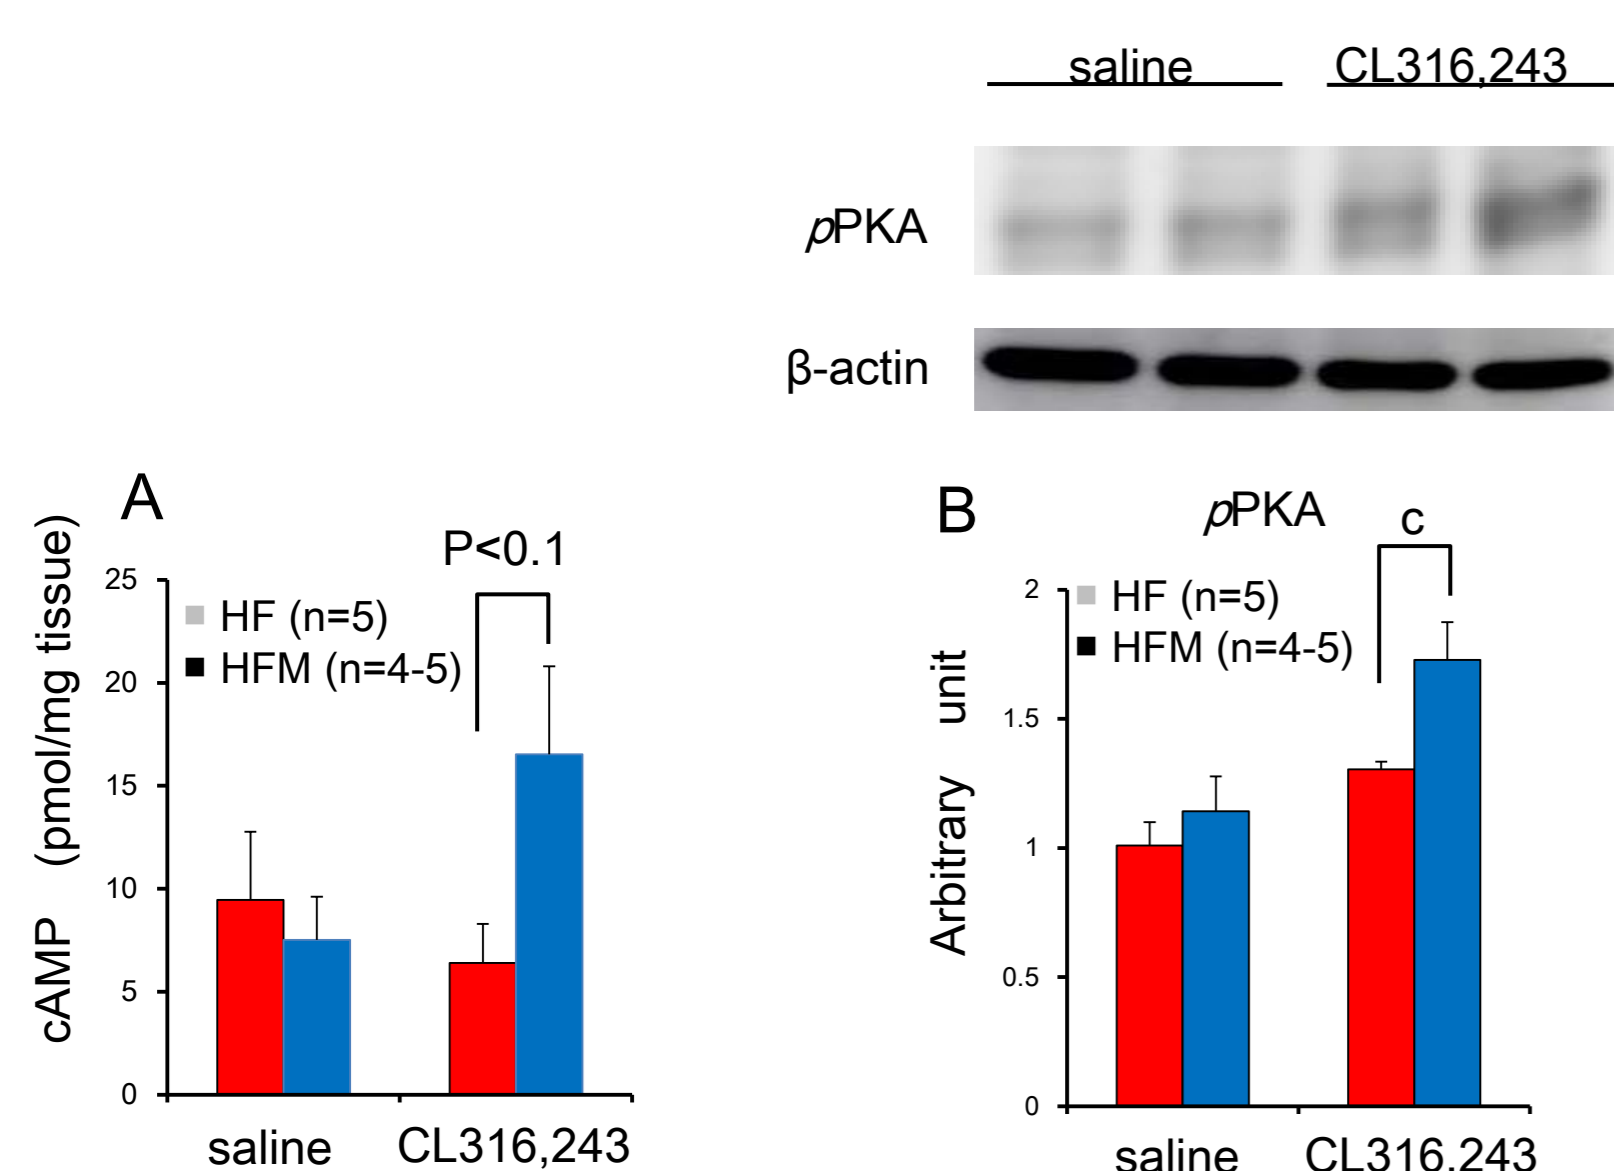 saline CL316,243
pPKA
β-actin
A
P<0.1
cAMP (pmol/mg tissue)
25
20
15
10
5
0
HF (n=5)
HFM (n=4-5)
saline CL316,243
B
pPKA
c
Arbitrary unit
2
1.5
1
0.5
0
HF (n=5)
HFM (n=4-5)
saline CL316,243